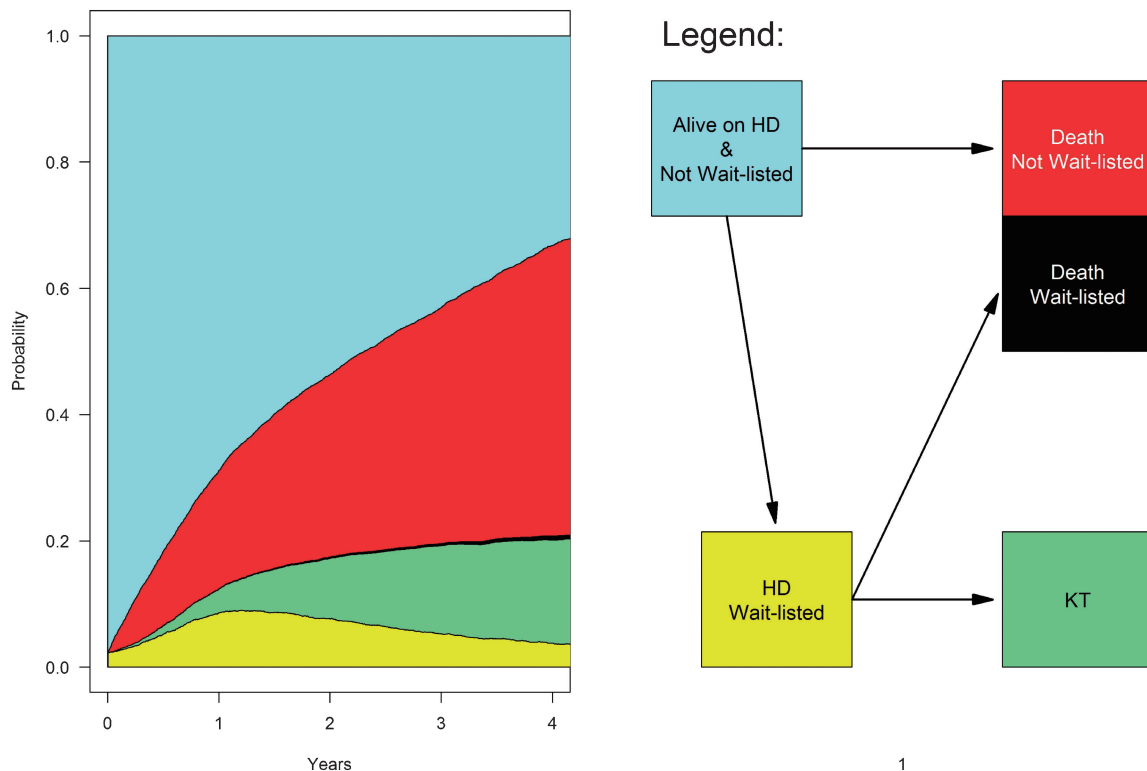 Legend:
1.0
0.8
0.6
0.4
0.2
0.0
Probability
0
1
2
3
4
Years
Alive on HD
&
Not Wait-listed
Death
Not Wait-listed
Death
Wait-listed
HD
Wait-listed
KT
1